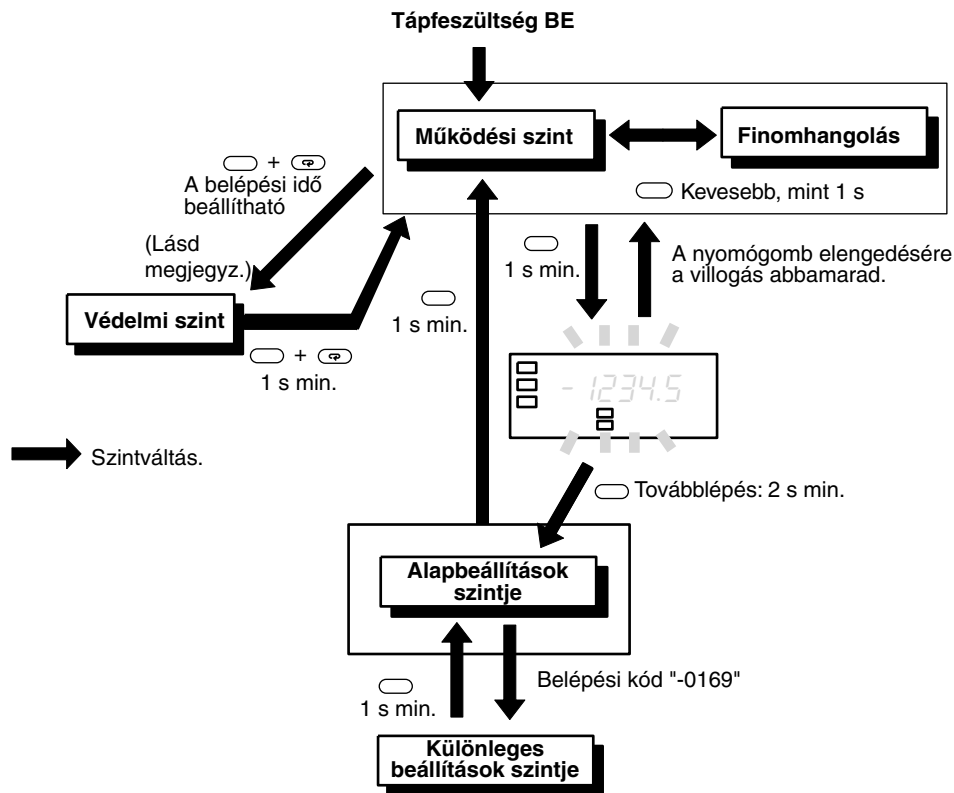 Tápfeszültség BE
Működési szint
Finomhangolás
+
A belépési idő
beállítható
Kevesebb, mint 1 s
(Lásd
megjegyz.)
1 s min.
A nyomógomb elengedésére
a villogás abbamarad.
Védelmi szint
1 s min.
+
1 s min.
-1234.5
Szintváltás.
Továbblépés: 2 s min.
Alapbeállítások
szintje
Belépési kód "-0169"
1 s min.
Különleges
beállítások szintje